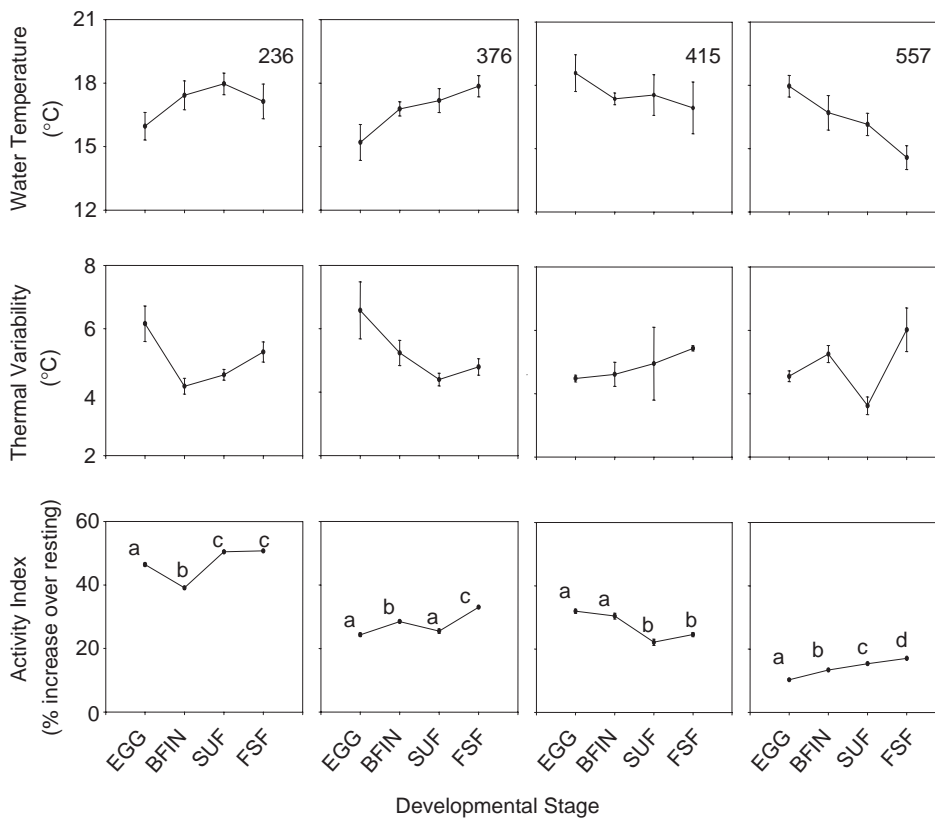 Water Temperature
(°C)
21
18
15
12
236
376
415
557
Thermal Variability
(°C)
8
6
4
2
Activity Index
(% increase over resting)
60
40
20
0
a
b
c
c
a
b
a
c
a
a
b
b
a
b
c
d
EGG
BFIN
SUF
FSF
EGG
BFIN
SUF
FSF
EGG
BFIN
SUF
FSF
EGG
BFIN
SUF
FSF
Developmental Stage